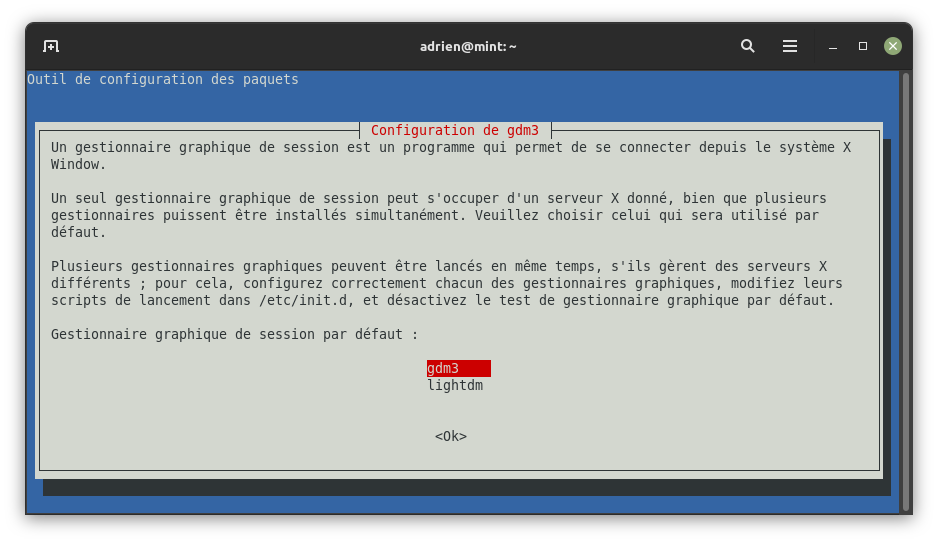 adrien@mint: ~
Outil de configuration des paquets
Configuration de gdm3
Un gestionnaire graphique de session est un programme qui permet de se connecter depuis le système X
Window.
Un seul gestionnaire graphique de session peut s'occuper d'un serveur X donné, bien que plusieurs
gestionnaires puissent être installés simultanément. Veuillez choisir celui qui sera utilisé par
défaut.
Plusieurs gestionnaires graphiques peuvent être lancés en même temps, s'ils gèrent des serveurs X
différents ; pour cela, configurez correctement chacun des gestionnaires graphiques, modifiez leurs
scripts de lancement dans /etc/init.d, et désactivez le test de gestionnaire graphique par défaut.
Gestionnaire graphique de session par défaut :
gdm3
lightdm
<Ok>